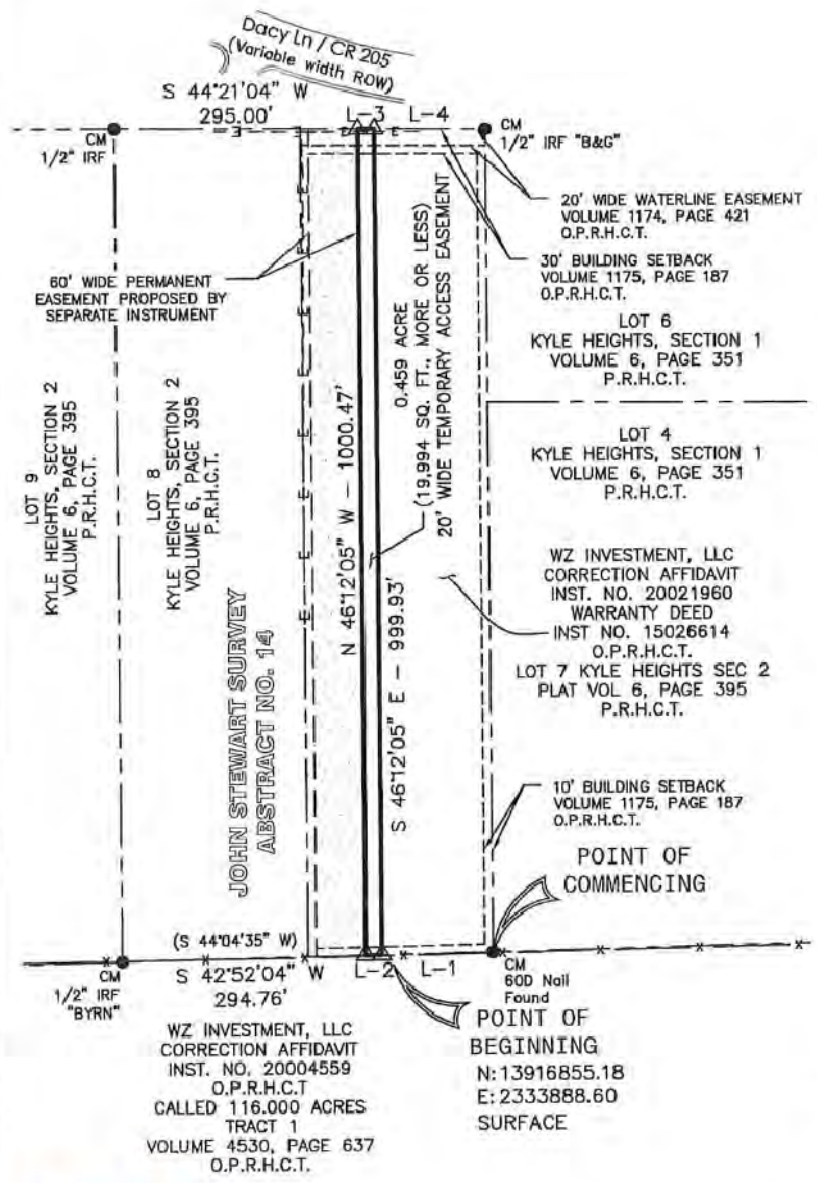 Dacy Ln / CR 205
(Variable width ROW)
S 44°21'04" W
295.00'
L-3
L-4
CM
1/2" IRF
CM
1/2" IRF "B&G"
E
E
20' WIDE WATERLINE EASEMENT
VOLUME 1174, PAGE 421
O.P.R.H.C.T.
30' BUILDING SETBACK
VOLUME 1175, PAGE 187
O.P.R.H.C.T.
60' WIDE PERMANENT
EASEMENT PROPOSED BY
SEPARATE INSTRUMENT
LOT 6
KYLE HEIGHTS, SECTION 1
VOLUME 6, PAGE 351
P.R.H.C.T.
LOT 9
KYLE HEIGHTS, SECTION 2
VOLUME 6, PAGE 395
P.R.H.C.T.
LOT 8
KYLE HEIGHTS, SECTION 2
VOLUME 6, PAGE 395
P.R.H.C.T.
N 46°12'05" W - 1000.47'
S 46°12'05" E - 999.93'
0.459 ACRE
(19,994 SQ. FT., MORE OR LESS)
20' WIDE TEMPORARY ACCESS EASEMENT
LOT 4
KYLE HEIGHTS, SECTION 1
VOLUME 6, PAGE 351
P.R.H.C.T.
JOHN STEWART SURVEY
ABSTRACT NO. 14
WZ INVESTMENT, LLC
CORRECTION AFFIDAVIT
INST. NO. 20021960
WARRANTY DEED
INST NO. 15026614
O.P.R.H.C.T.
LOT 7 KYLE HEIGHTS SEC 2
PLAT VOL 6, PAGE 395
P.R.H.C.T.
10' BUILDING SETBACK
VOLUME 1175, PAGE 187
O.P.R.H.C.T.
POINT OF
COMMENCING
(S 44°04'35" W)
S 42°52'04" W
294.76'
L-2
L-1
CM
1/2" IRF
"BYRN"
CM
60D Nail
Found
POINT OF
BEGINNING
N:13916855.18
E:2333888.60
SURFACE
WZ INVESTMENT, LLC
CORRECTION AFFIDAVIT
INST. NO. 20004559
O.P.R.H.C.T
CALLED 116.000 ACRES
TRACT 1
VOLUME 4530, PAGE 637
O.P.R.H.C.T.